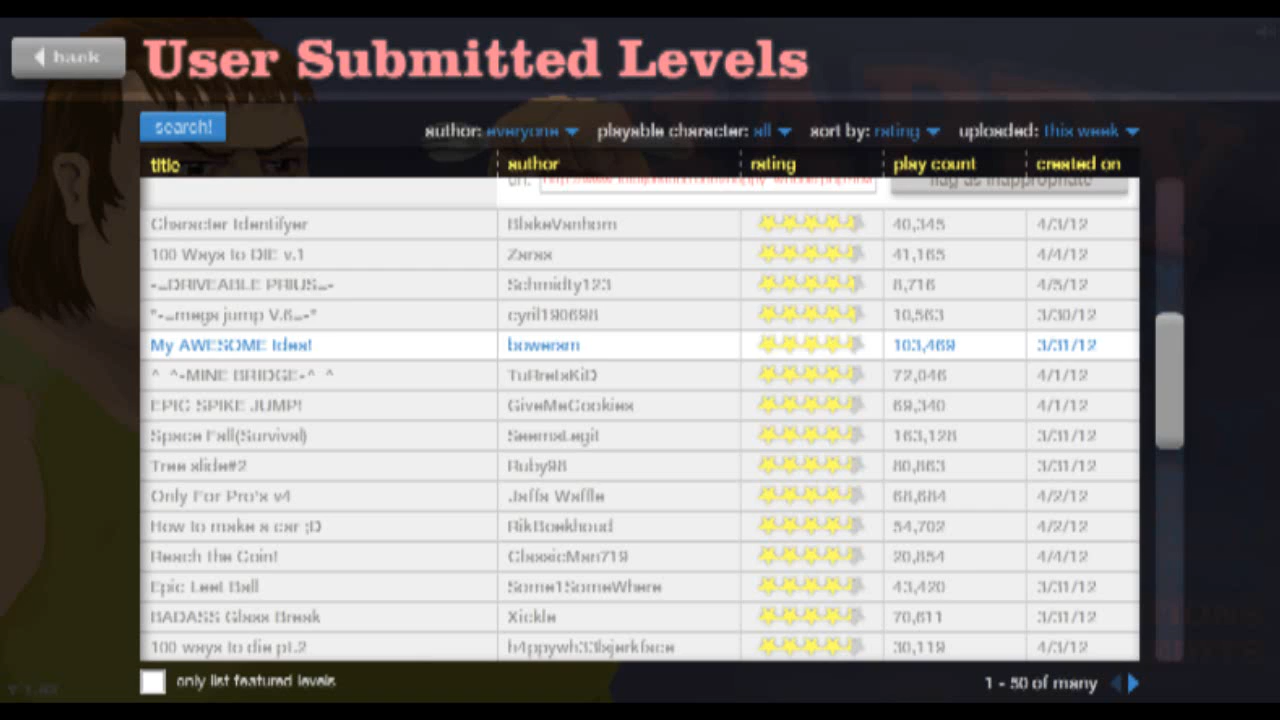 back
User Submitted Levels
search!
author: everyone playable character: all sort by: rating uploaded: this week
title author rating play count created on
flag as inappropriate
Character Identifyer BlakeVanhorn 40,345 4/3/12
100 Ways to DIE v.1 Zaraa 41,165 4/4/12
-=DRIVEABLE PRIUS=- Schmidty123 8,716 4/5/12
*-=mega jump V.6=-* cyril190698 10,563 3/30/12
My AWESOME Idea! bowersm 103,469 3/31/12
^_^-MINE BRIDGE-^_^ TuRretsKiD 72,046 4/1/12
EPIC SPIKE JUMP! GiveMeCookies 69,340 4/1/12
Space Fall(Survival) SeemsLegit 163,128 3/31/12
Tree slide#2 Ruby98 80,863 3/31/12
Only For Pro's v4 Jaffa Waffle 68,684 4/2/12
How to make a car ;D RikBoekhoud 54,702 4/2/12
Reach the Coin! ClassicMan719 20,854 4/4/12
Epic Leet Ball Some1SomeWhere 43,420 3/31/12
BADASS Glass Break Xickle 70,611 3/31/12
100 ways to die pt.2 30,119 4/3/12
only list featured levels 1 - 50 of many